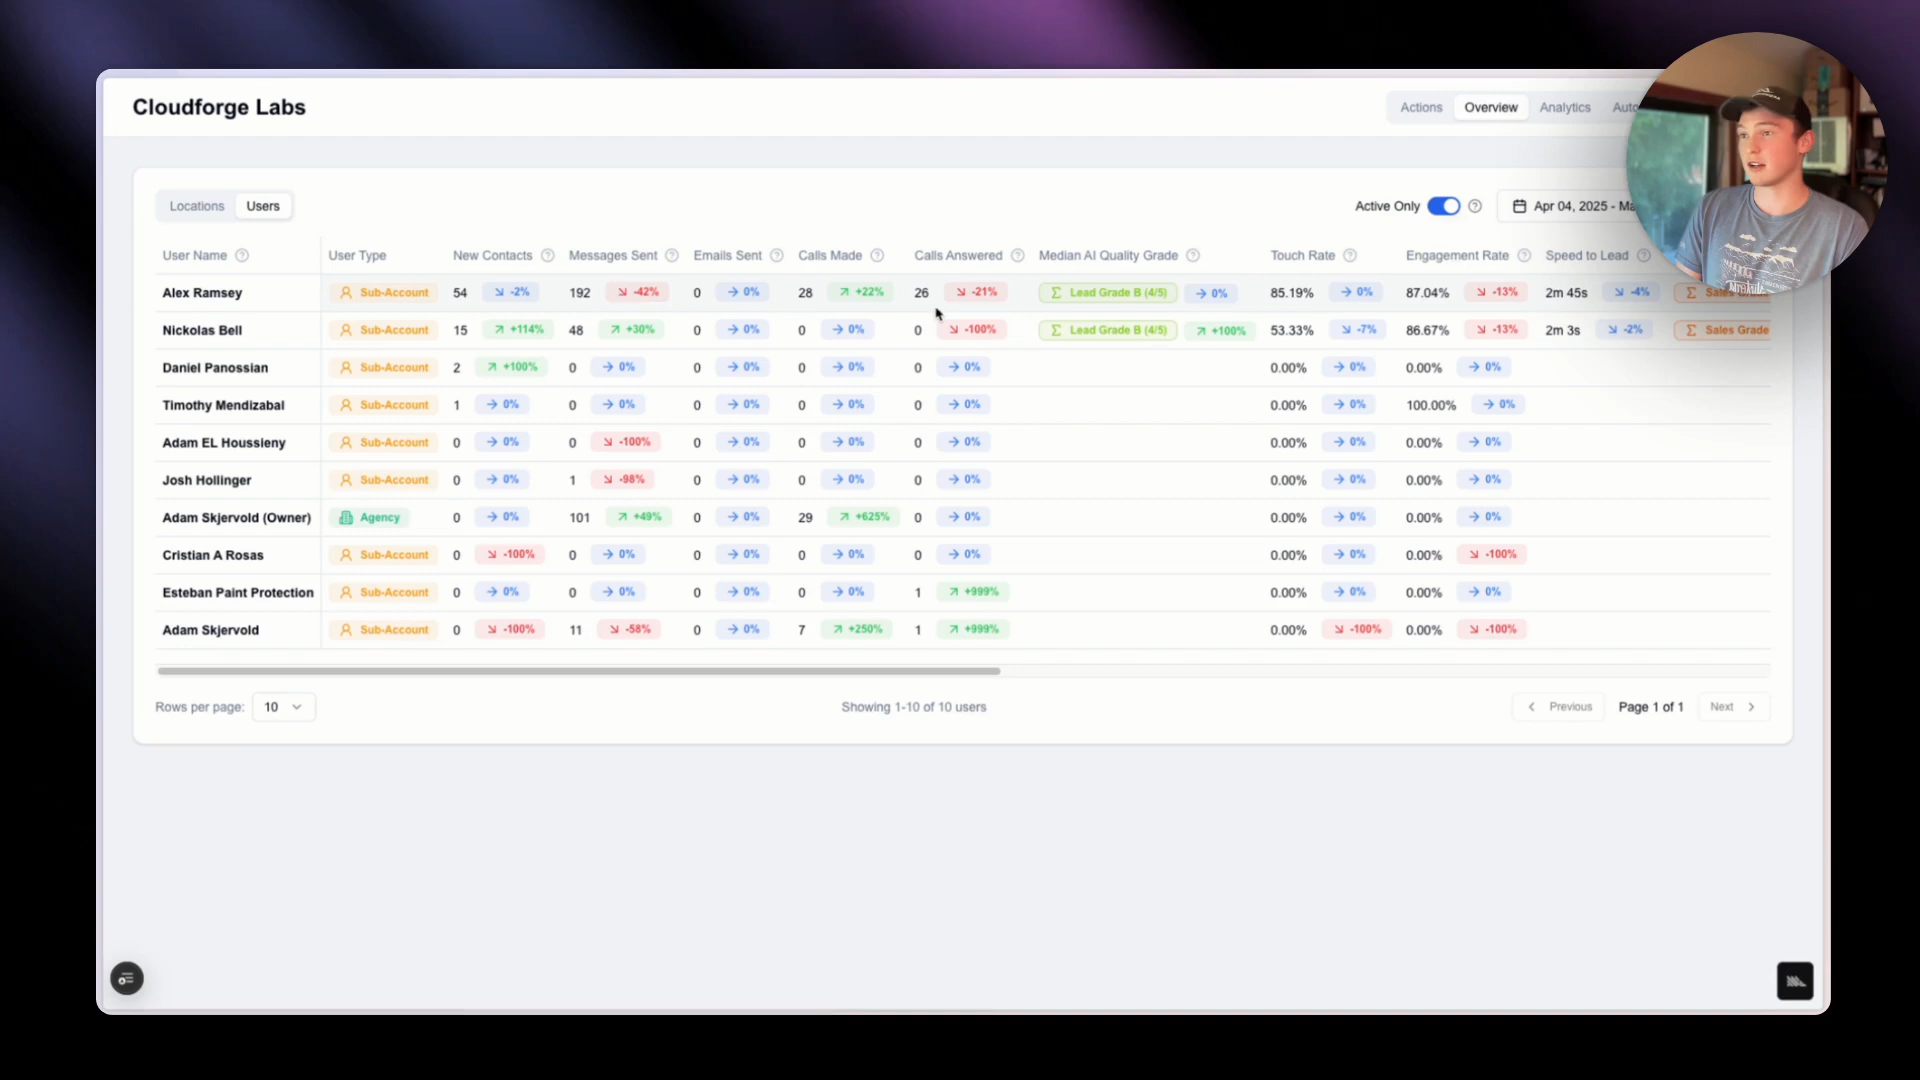 Cloudforge Labs
Actions Overview Analytics
Locations Users
Active Only Apr 04, 2025 -
User Name User Type New Contacts Messages Sent Emails Sent Calls Made Calls Answered Median AI Quality Grade Touch Rate Engagement Rate Speed to Lead
Alex Ramsey Sub-Account 54 -2% 192 -42% 0 0% 28 +22% 26 -21% Lead Grade B (4/5) 0% 85.19% 0% 87.04% -13% 2m 45s -4%
Nickolas Bell Sub-Account 15 +114% 48 +30% 0 0% 0 0% 0 -100% Lead Grade B (4/5) +100% 53.33% -7% 86.67% -13% 2m 3s -2% Sales Grade
Daniel Panossian Sub-Account 2 +100% 0 0% 0 0% 0 0% 0 0% 0.00% 0% 0.00% 0%
Timothy Mendizabal Sub-Account 1 0% 0 0% 0 0% 0 0% 0 0% 0.00% 0% 100.00% 0%
Adam EL Houssieny Sub-Account 0 0% 0 -100% 0 0% 0 0% 0 0% 0.00% 0% 0.00% 0%
Josh Hollinger Sub-Account 0 0% 1 -98% 0 0% 0 0% 0 0% 0.00% 0% 0.00% 0%
Adam Skjervold (Owner) Agency 0 0% 101 +49% 0 0% 29 +625% 0 0% 0.00% 0% 0.00% 0%
Cristian A Rosas Sub-Account 0 -100% 0 0% 0 0% 0 0% 0 0% 0.00% 0% 0.00% -100%
Esteban Paint Protection Sub-Account 0 0% 0 0% 0 0% 0 0% 1 +999% 0.00% 0% 0.00% 0%
Adam Skjervold Sub-Account 0 -100% 11 -58% 0 0% 7 +250% 1 +999% 0.00% -100% 0.00% -100%
Rows per page: 10 Showing 1-10 of 10 users Previous Page 1 of 1 Next